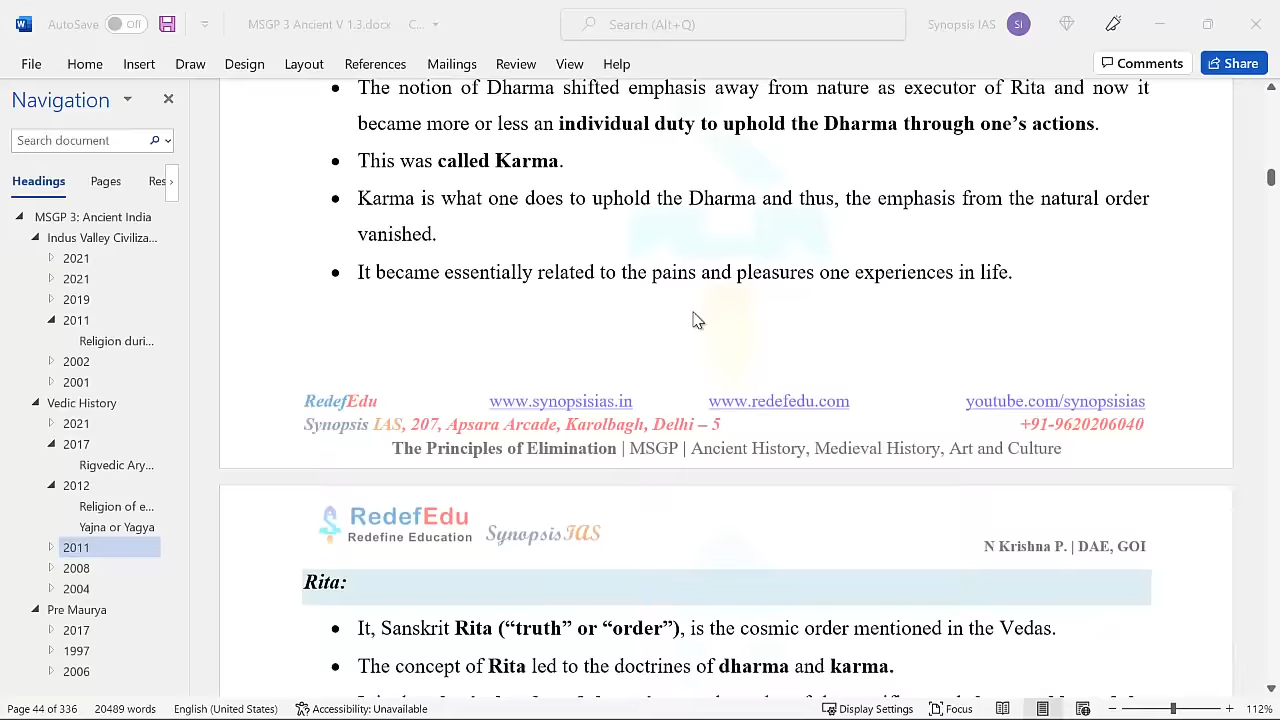 AutoSave Off MSGP 3 Ancient V 1.3.docx C... Search (Alt+Q) Synopsis IAS SI
File Home Insert Draw Design Layout References Mailings Review View Help Comments Share
Navigation
Search document
Headings Pages Res
MSGP 3: Ancient India
Indus Valley Civiliza...
2021
2021
2019
2011
Religion duri...
2002
2001
Vedic History
2021
2017
Rigvedic Ary...
2012
Religion of e...
Yajna or Yagya
2011
2008
2004
Pre Maurya
2017
1997
2006
The notion of Dharma shifted emphasis away from nature as executor of Rita and now it
became more or less an individual duty to uphold the Dharma through one's actions.
• This was called Karma.
• Karma is what one does to uphold the Dharma and thus, the emphasis from the natural order
vanished.
• It became essentially related to the pains and pleasures one experiences in life.
RedefEdu www.synopsisias.in www.redefedu.com youtube.com/synopsisias
Synopsis IAS, 207, Apsara Arcade, Karolbagh, Delhi – 5 +91-9620206040
The Principles of Elimination | MSGP | Ancient History, Medieval History, Art and Culture
RedefEdu
Redefine Education
SynopsisIAS
N Krishna P. | DAE, GOI
Rita:
• It, Sanskrit Rita (“truth” or “order”), is the cosmic order mentioned in the Vedas.
• The concept of Rita led to the doctrines of dharma and karma.
Page 44 of 336 20489 words English (United States) Accessibility: Unavailable Display Settings Focus 112%